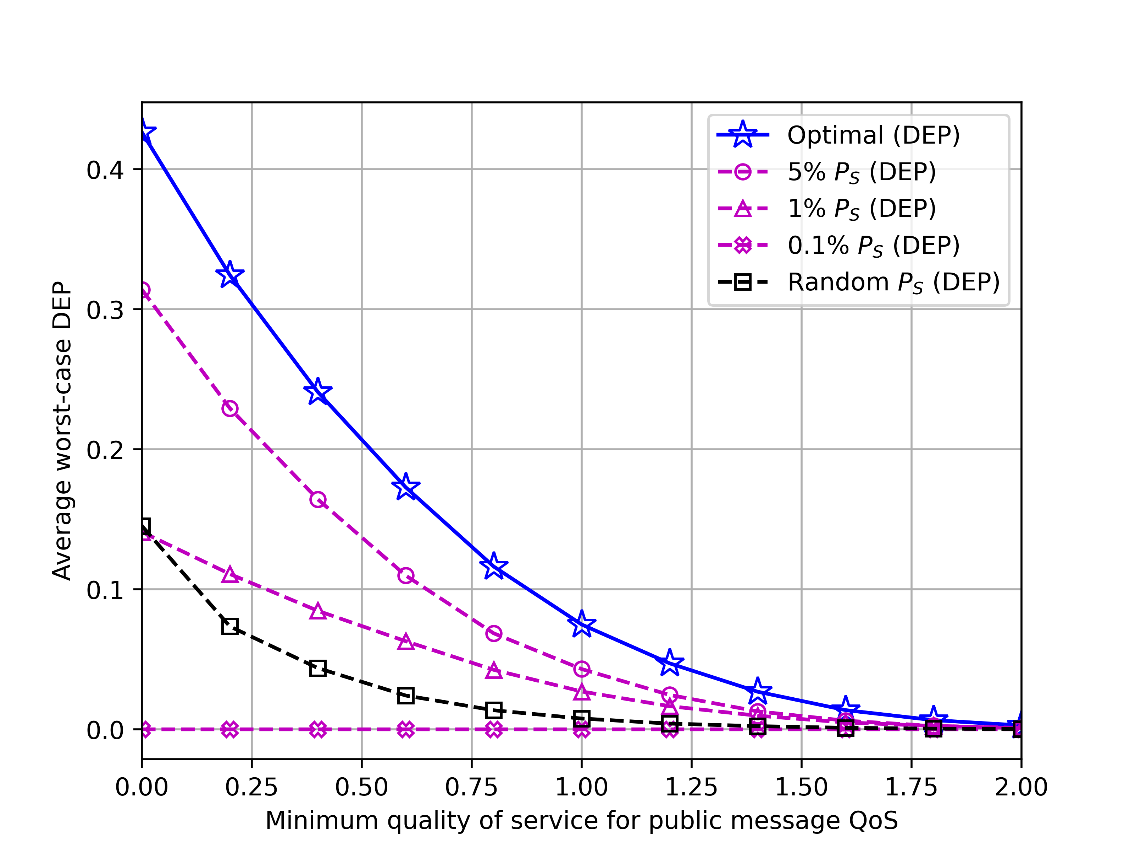 Optimal (DEP)
5% P_S (DEP)
1% P_S (DEP)
0.1% P_S (DEP)
Random P_S (DEP)
Average worst-case DEP
0.4
0.3
0.2
0.1
0.0
0.00 0.25 0.50 0.75 1.00 1.25 1.50 1.75 2.00
Minimum quality of service for public message QoS